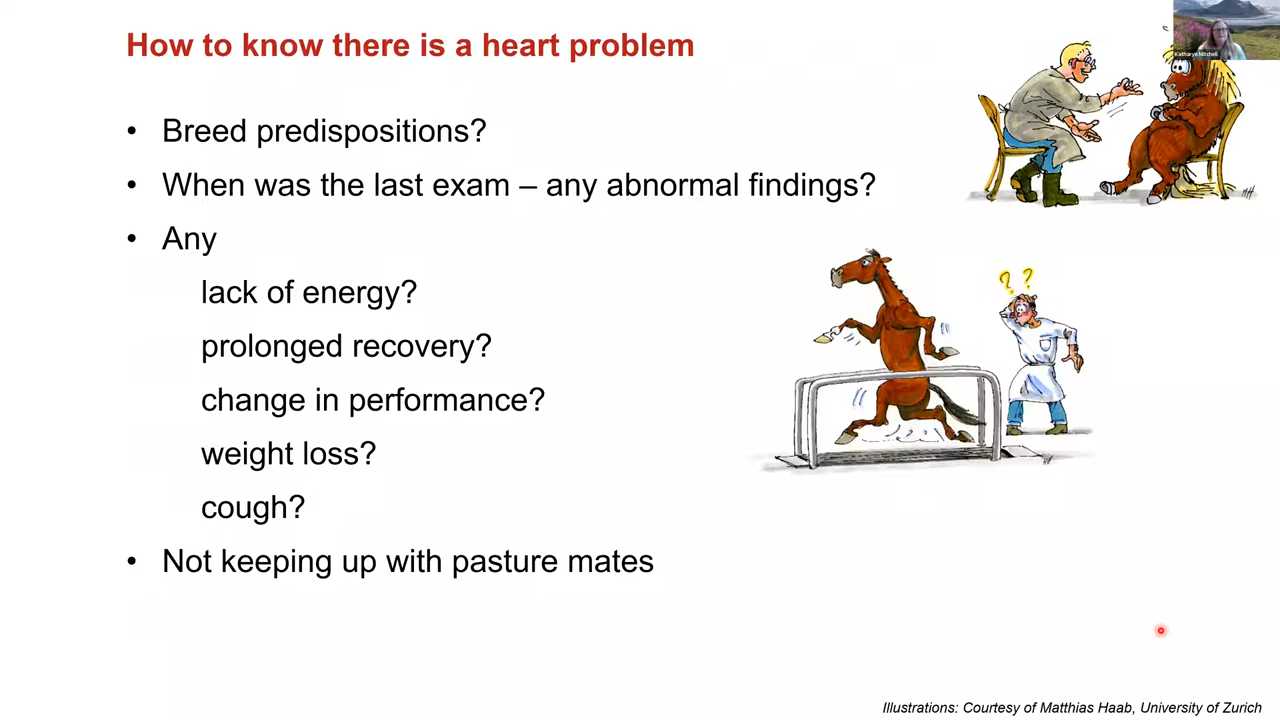 How to know there is a heart problem
Katharyn Mitchell
• Breed predispositions?
• When was the last exam – any abnormal findings?
• Any
lack of energy?
prolonged recovery?
change in performance?
weight loss?
cough?
• Not keeping up with pasture mates
? ?
Illustrations: Courtesy of Matthias Haab, University of Zurich